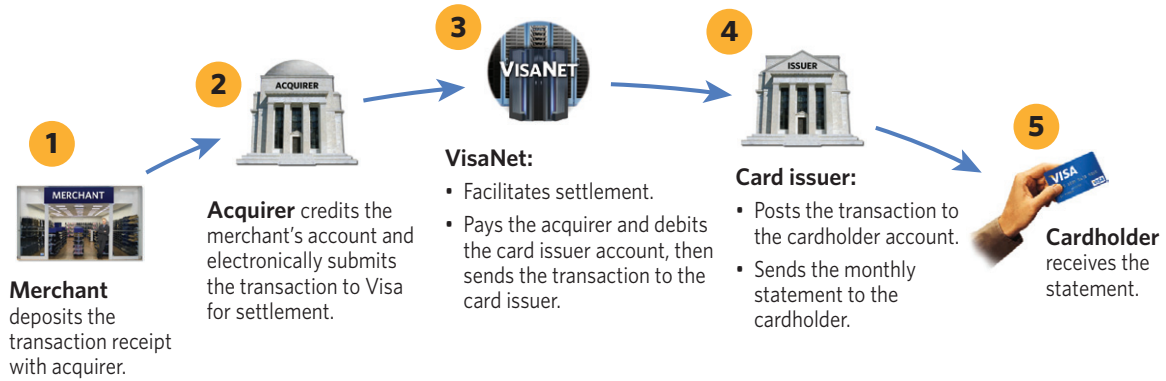 1
MERCHANT
Merchant
deposits the
transaction receipt
with acquirer.
2
ACQUIRER
Acquirer credits the
merchant’s account and
electronically submits
the transaction to Visa
for settlement.
3
VISANET
VisaNet:
• Facilitates settlement.
• Pays the acquirer and debits
the card issuer account, then
sends the transaction to the
card issuer.
4
ISSUER
Card issuer:
• Posts the transaction to
the cardholder account.
• Sends the monthly
statement to the
cardholder.
5
VISA
VISA
Cardholder
receives the
statement.